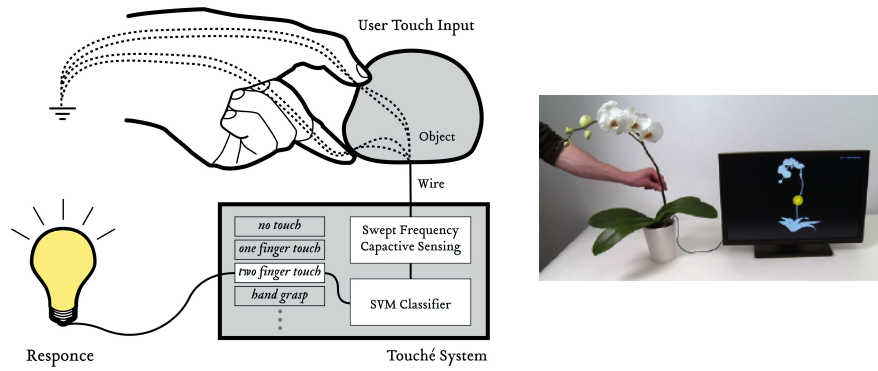 User Touch Input
Object
Wire
no touch
one finger touch
two finger touch
hand grasp
Swept Frequency
Capactive Sensing
SVM Classifier
Responce
Touché System